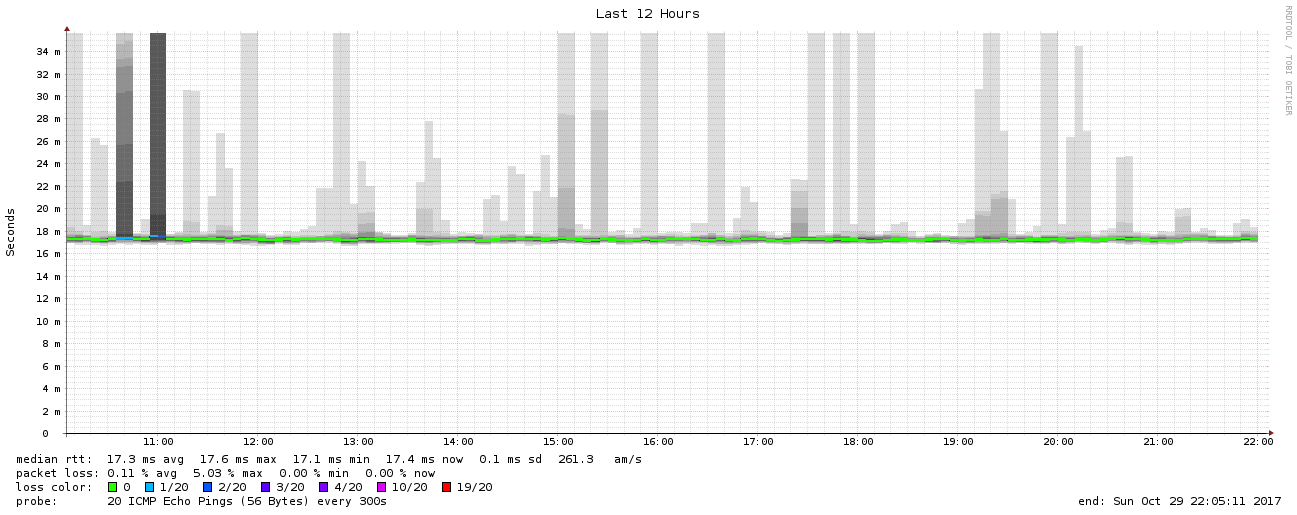 Last 12 Hours
RRDTOOL / TOBI OETIKER
Seconds
34 m
32 m
30 m
28 m
26 m
24 m
22 m
20 m
18 m
16 m
14 m
12 m
10 m
8 m
6 m
4 m
2 m
0
11:00 12:00 13:00 14:00 15:00 16:00 17:00 18:00 19:00 20:00 21:00 22:00
median rtt: 17.3 ms avg 17.6 ms max 17.1 ms min 17.4 ms now 0.1 ms sd 261.3 am/s
packet loss: 0.11 % avg 5.03 % max 0.00 % min 0.00 % now
loss color: 0 1/20 2/20 3/20 4/20 10/20 19/20
probe: 20 ICMP Echo Pings (56 Bytes) every 300s end: Sun Oct 29 22:05:11 2017